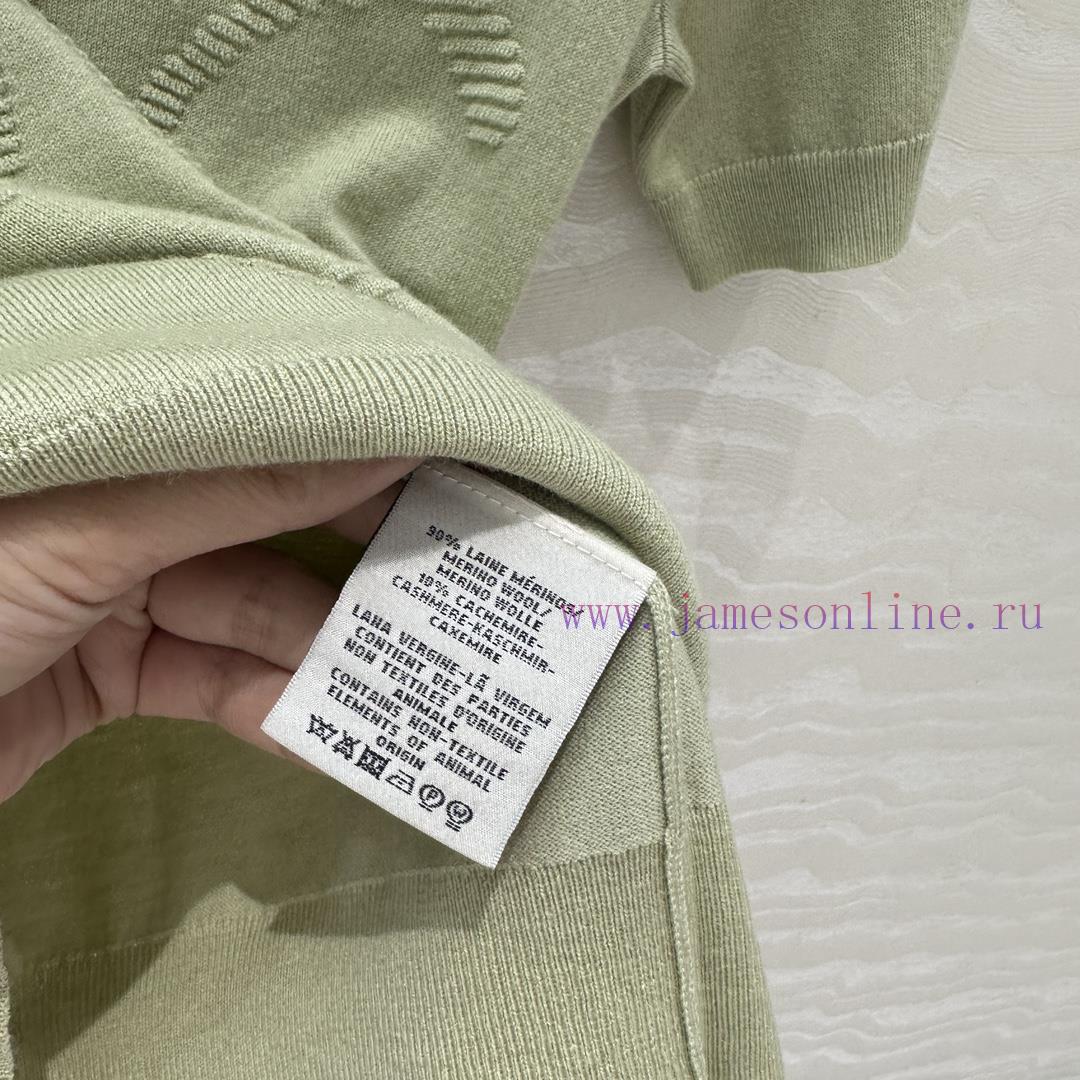 90% LAINE MÉRINOS/
MERINO WOOL/
MERINO WOLLE
10% CACHEMIRE-
CASHMERE-KASCHMIR-
CAXEMIRE
LANA VERGINE-LÃ VIRGEM
CONTIENT DES PARTIES
NON TEXTILES D'ORIGINE
ANIMALE
CONTAINS NON-TEXTILE
ELEMENTS OF ANIMAL
ORIGIN
P W
www.jamesonline.ru